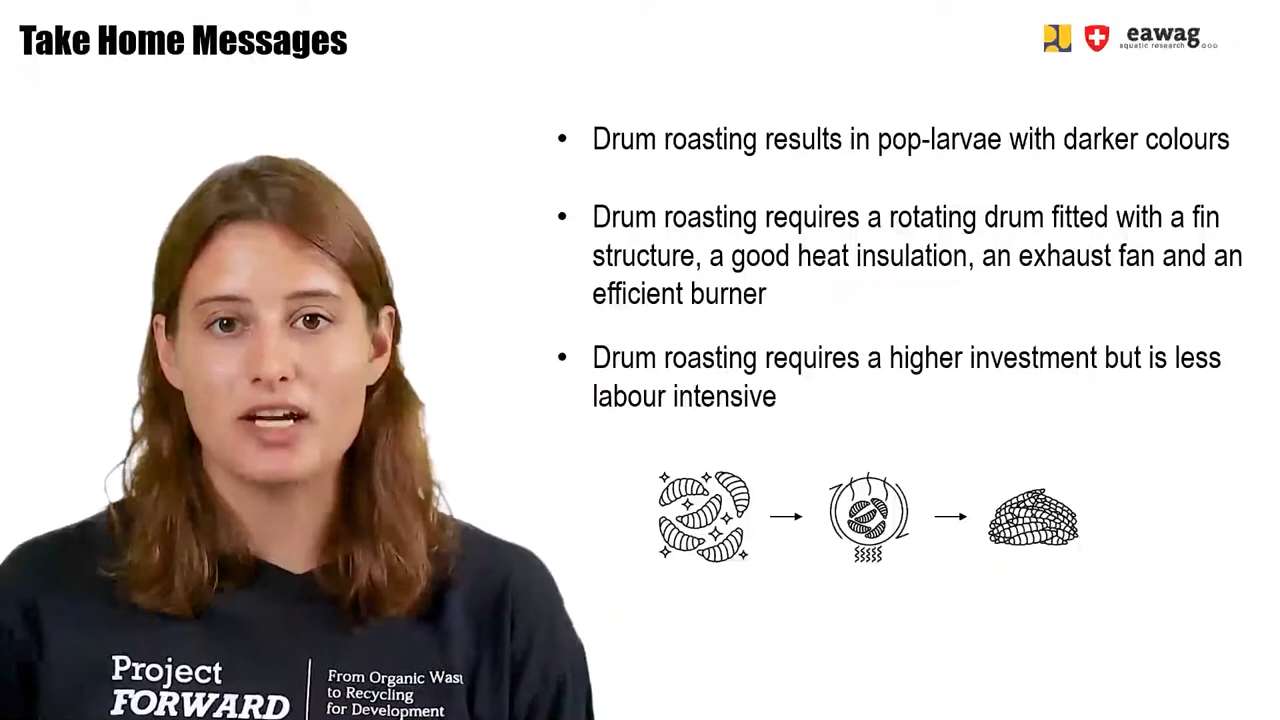 Take Home Messages
eawag
aquatic research
• Drum roasting results in pop-larvae with darker colours
• Drum roasting requires a rotating drum fitted with a fin
structure, a good heat insulation, an exhaust fan and an
efficient burner
• Drum roasting requires a higher investment but is less
labour intensive
Project
FORWARD
From Organic Wast
to Recycling
for Development